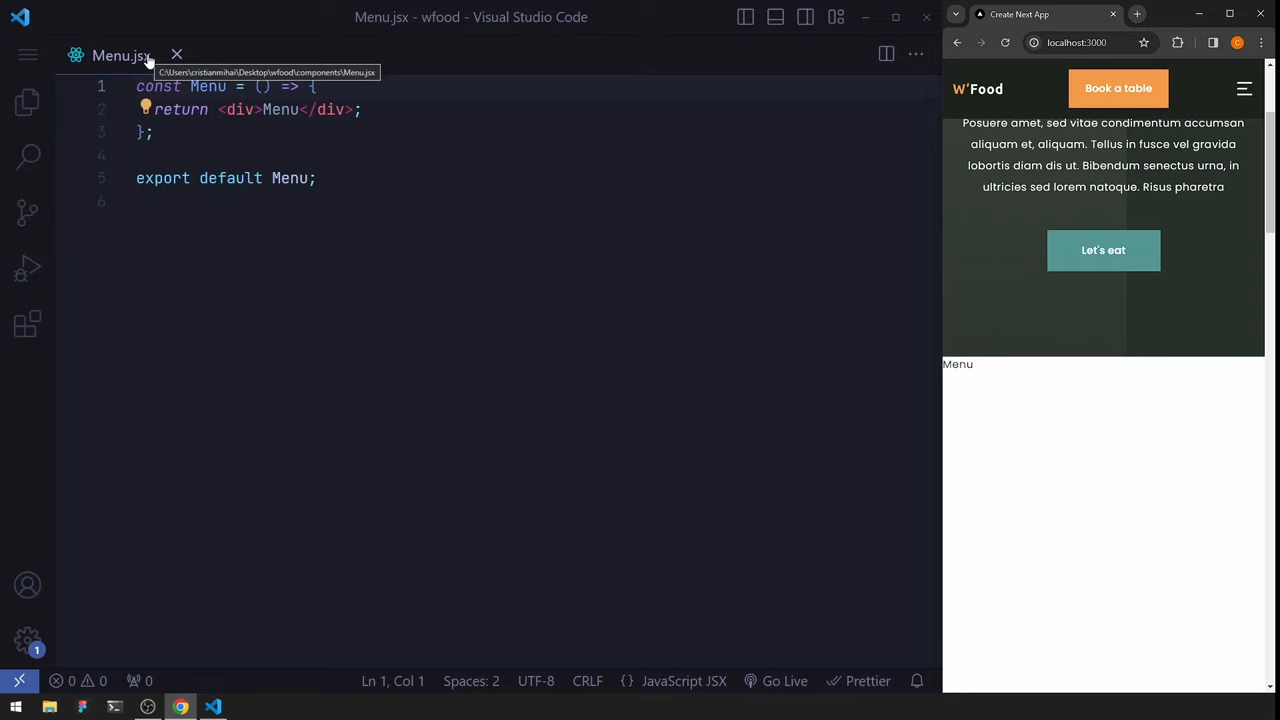 Menu.jsx - wfood - Visual Studio Code
Menu.jsx
C:\Users\cristianmihai\Desktop\wfood\components\Menu.jsx
1 const Menu = () => {
2 return <div>Menu</div>;
3 };
4
5 export default Menu;
6
1
0 0 0
Ln 1, Col 1
Spaces: 2
UTF-8
CRLF
{} JavaScript JSX
Go Live
Prettier
Create Next App
localhost:3000
C
W'Food
Book a table
Posuere amet, sed vitae condimentum accumsan
aliquam et, aliquam. Tellus in fusce vel gravida
lobortis diam dis ut. Bibendum senectus urna, in
ultricies sed lorem natoque. Risus pharetra
Let's eat
Menu